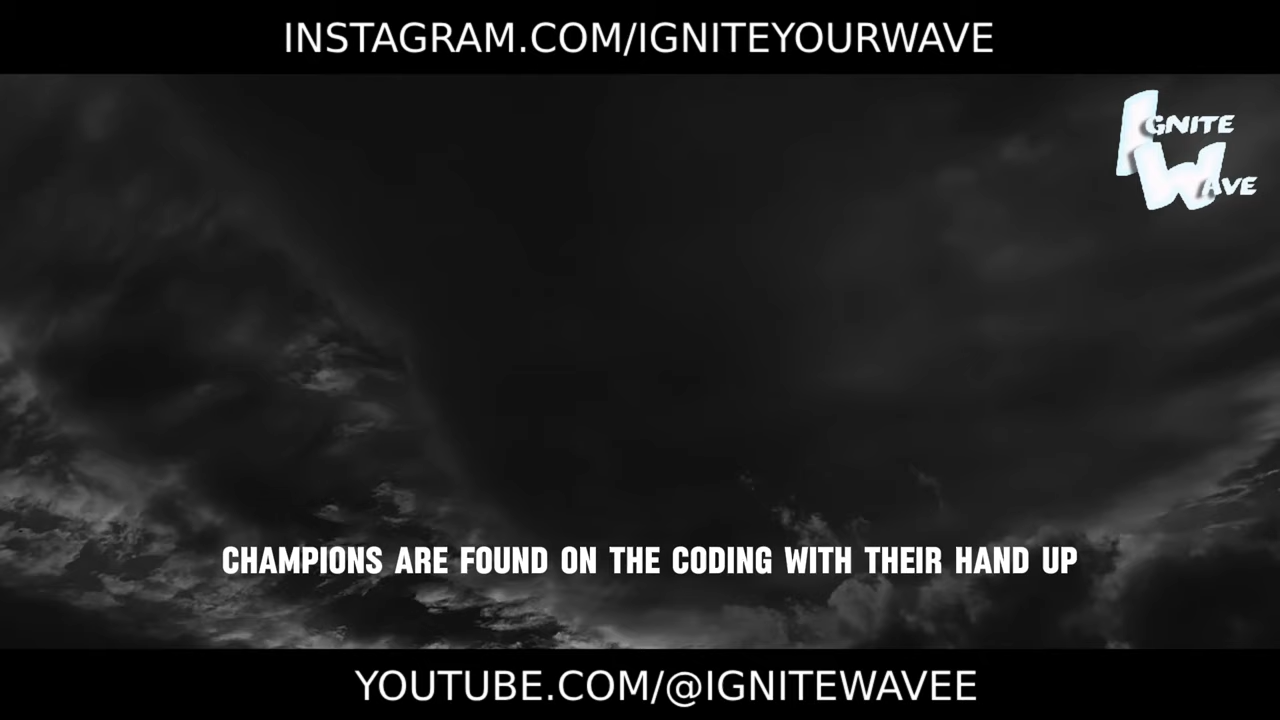 INSTAGRAM.COM/IGNITEYOURWAVE
IGNITE
WAVE
CHAMPIONS ARE FOUND ON THE CODING WITH THEIR HAND UP
YOUTUBE.COM/@IGNITEWAVEE